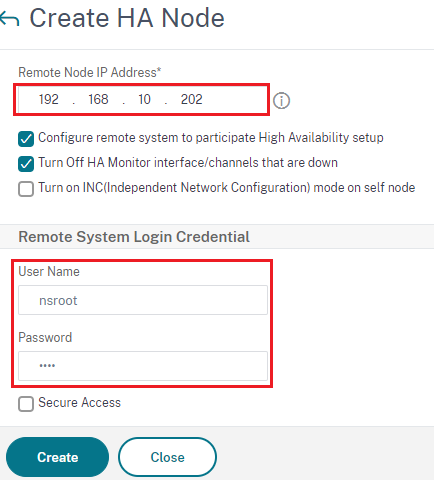 Create HA Node
Remote Node IP Address*
192 . 168 . 10 . 202
Configure remote system to participate High Availability setup
Turn Off HA Monitor interface/channels that are down
Turn on INC(Independent Network Configuration) mode on self node
Remote System Login Credential
User Name
nsroot
Password
••••
Secure Access
Create Close